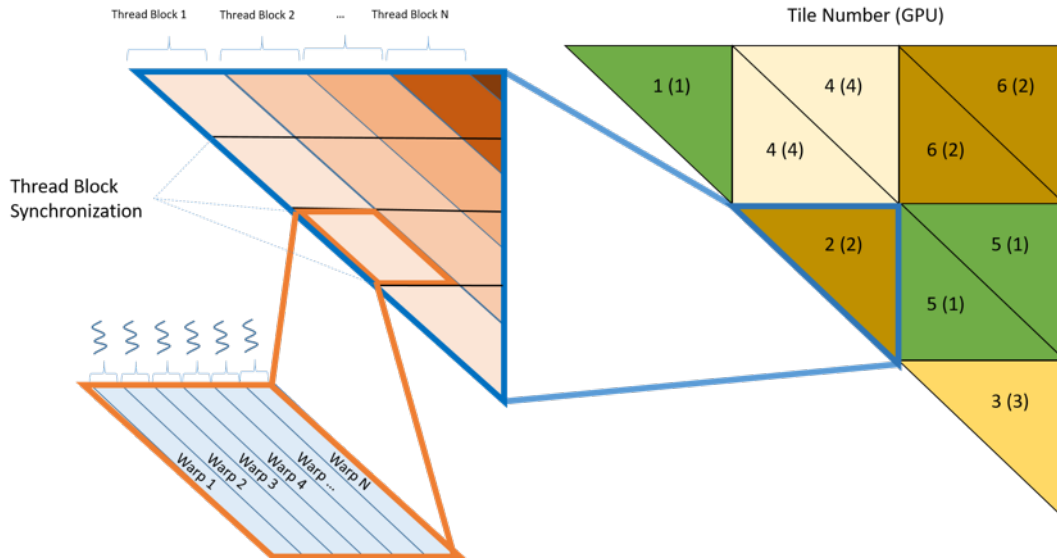 Thread Block 1
Thread Block 2
...
Thread Block N
Tile Number (GPU)
1 (1)
4 (4)
6 (2)
4 (4)
6 (2)
Thread Block
Synchronization
2 (2)
5 (1)
5 (1)
3 (3)
Warp 1
Warp 2
Warp 3
Warp 4
Warp ...
Warp N